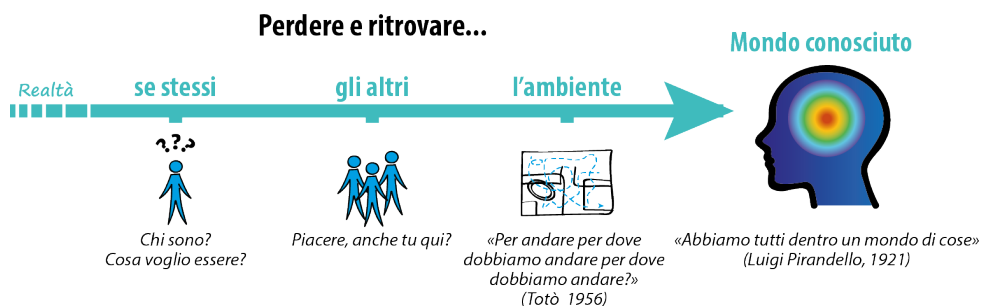 Perdere e ritrovare...
Mondo conosciuto
Realtà
se stessi
gli altri
l'ambiente
???
Chi sono?
Cosa voglio essere?
Piacere, anche tu qui?
«Per andare per dove
dobbiamo andare per dove
dobbiamo andare?»
(Totò 1956)
«Abbiamo tutti dentro un mondo di cose»
(Luigi Pirandello, 1921)